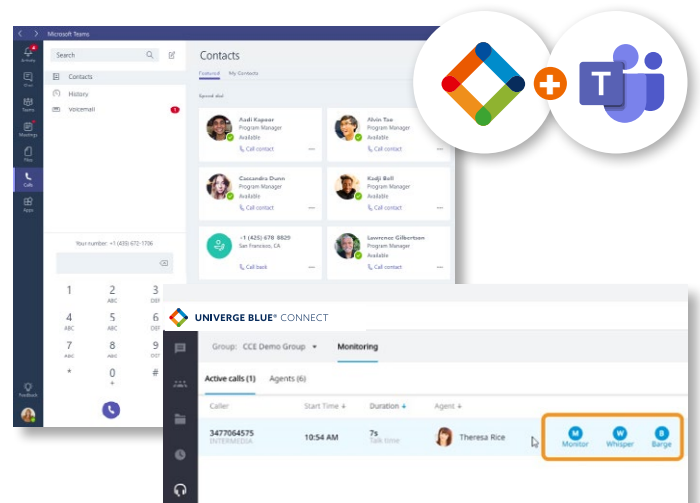 Microsoft Teams
Activity
Chat
Teams
Meetings
Files
Calls
Apps
Feedback
Search
Contacts
History
Voicemail
1
Your number: +1 (435) 672-1706
1
2
ABC
3
DEF
4
ABC
5
ABC
6
7
ABC
8
ABC
9
*
0
+
#
Contacts
Featured My Contacts
Speed dial
Aadi Kapoor
Program Manager
Available
Call contact
Alvin Tao
Program Manager
Available
Call contact
Cassandra Dunn
Program Manager
Available
Call contact
Kadji Bell
Program Manager
Available
Call contact
+1 (425) 678-8829
San Francisco, CA
Call back
Lawrence Gilbertson
Program Manager
Available
Call contact
T
UNIVERGE BLUE® CONNECT
Group: CCE Demo Group Monitoring
Active calls (1) Agents (6)
Caller Start Time Duration Agent
3477064575 10:54 AM 7s Theresa Rice
INTERMEDIA Talk time
M W B
Monitor Whisper Barge